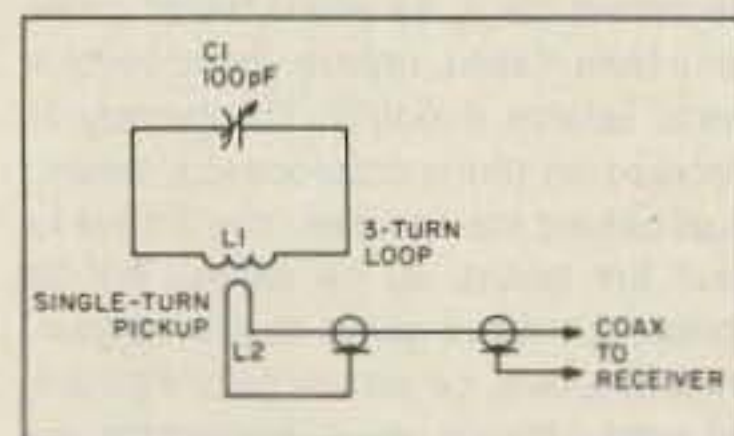 C1
100pF
L1
3-TURN
LOOP
SINGLE-TURN
PICKUP
L2
COAX
TO
RECEIVER